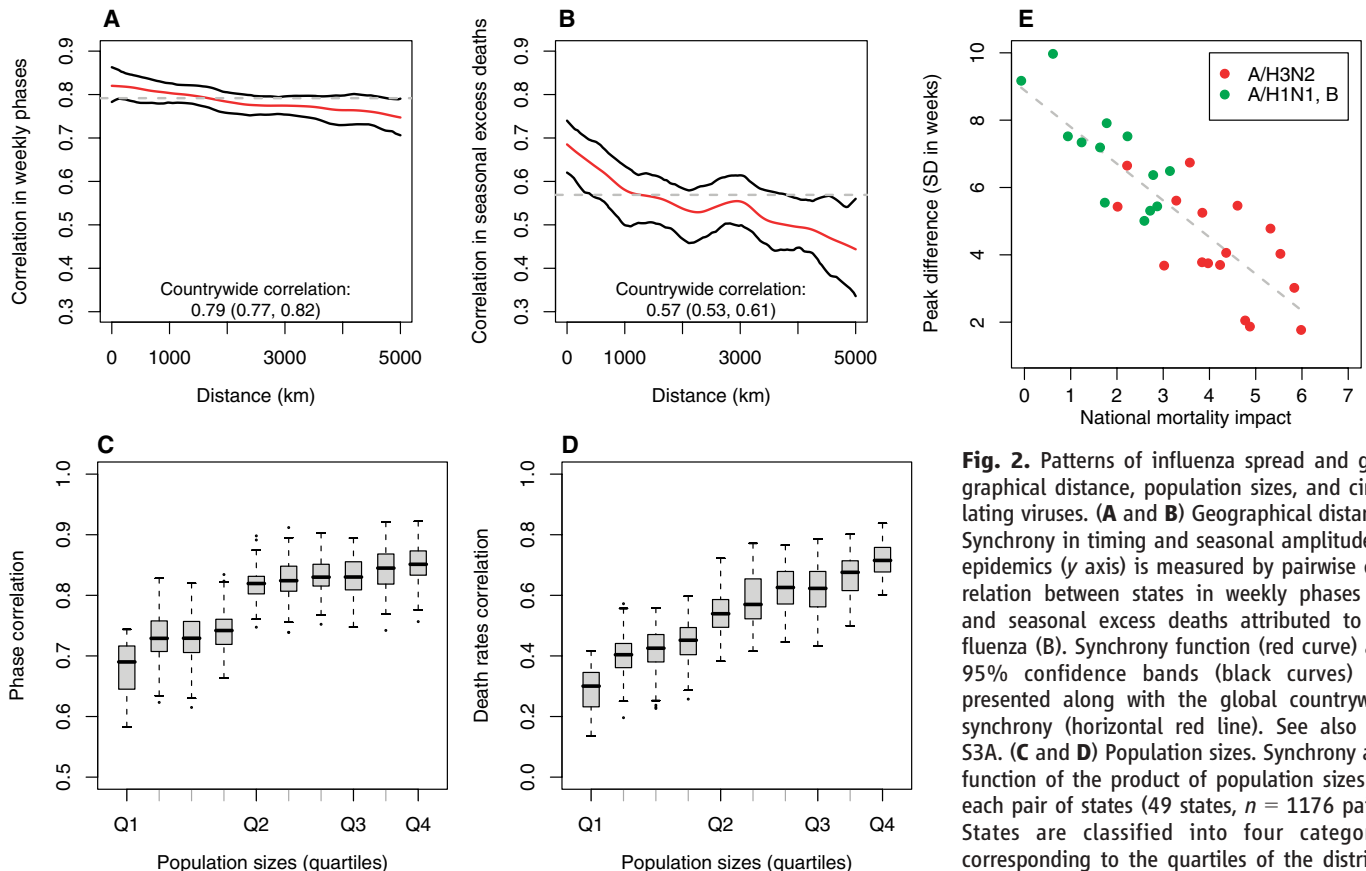 A
Correlation in weekly phases
0.9
0.8
0.7
0.6
0.5
0.4
0.3
Countrywide correlation:
0.79 (0.77, 0.82)
0 1000 3000 5000
Distance (km)
B
Correlation in seasonal excess deaths
0.9
0.8
0.7
0.6
0.5
0.4
0.3
Countrywide correlation:
0.57 (0.53, 0.61)
0 1000 3000 5000
Distance (km)
E
Peak difference (SD in weeks)
10
8
6
4
2
A/H3N2
A/H1N1, B
0 1 2 3 4 5 6 7
National mortality impact
C
Phase correlation
1.0
0.9
0.8
0.7
0.6
0.5
Q1 Q2 Q3 Q4
Population sizes (quartiles)
D
Death rates correlation
1.0
0.8
0.6
0.4
0.2
0.0
Q1 Q2 Q3 Q4
Population sizes (quartiles)
Fig. 2. Patterns of influenza spread and g
graphical distance, population sizes, and ci
lating viruses. (A and B) Geographical distan
Synchrony in timing and seasonal amplitude
epidemics (y axis) is measured by pairwise
relation between states in weekly phases
and seasonal excess deaths attributed to
fluenza (B). Synchrony function (red curve)
95% confidence bands (black curves)
presented along with the global countryw
synchrony (horizontal red line). See also
S3A. (C and D) Population sizes. Synchrony a
function of the product of population sizes
each pair of states (49 states, n = 1176 pa
States are classified into four categor
corresponding to the quartiles of the distri